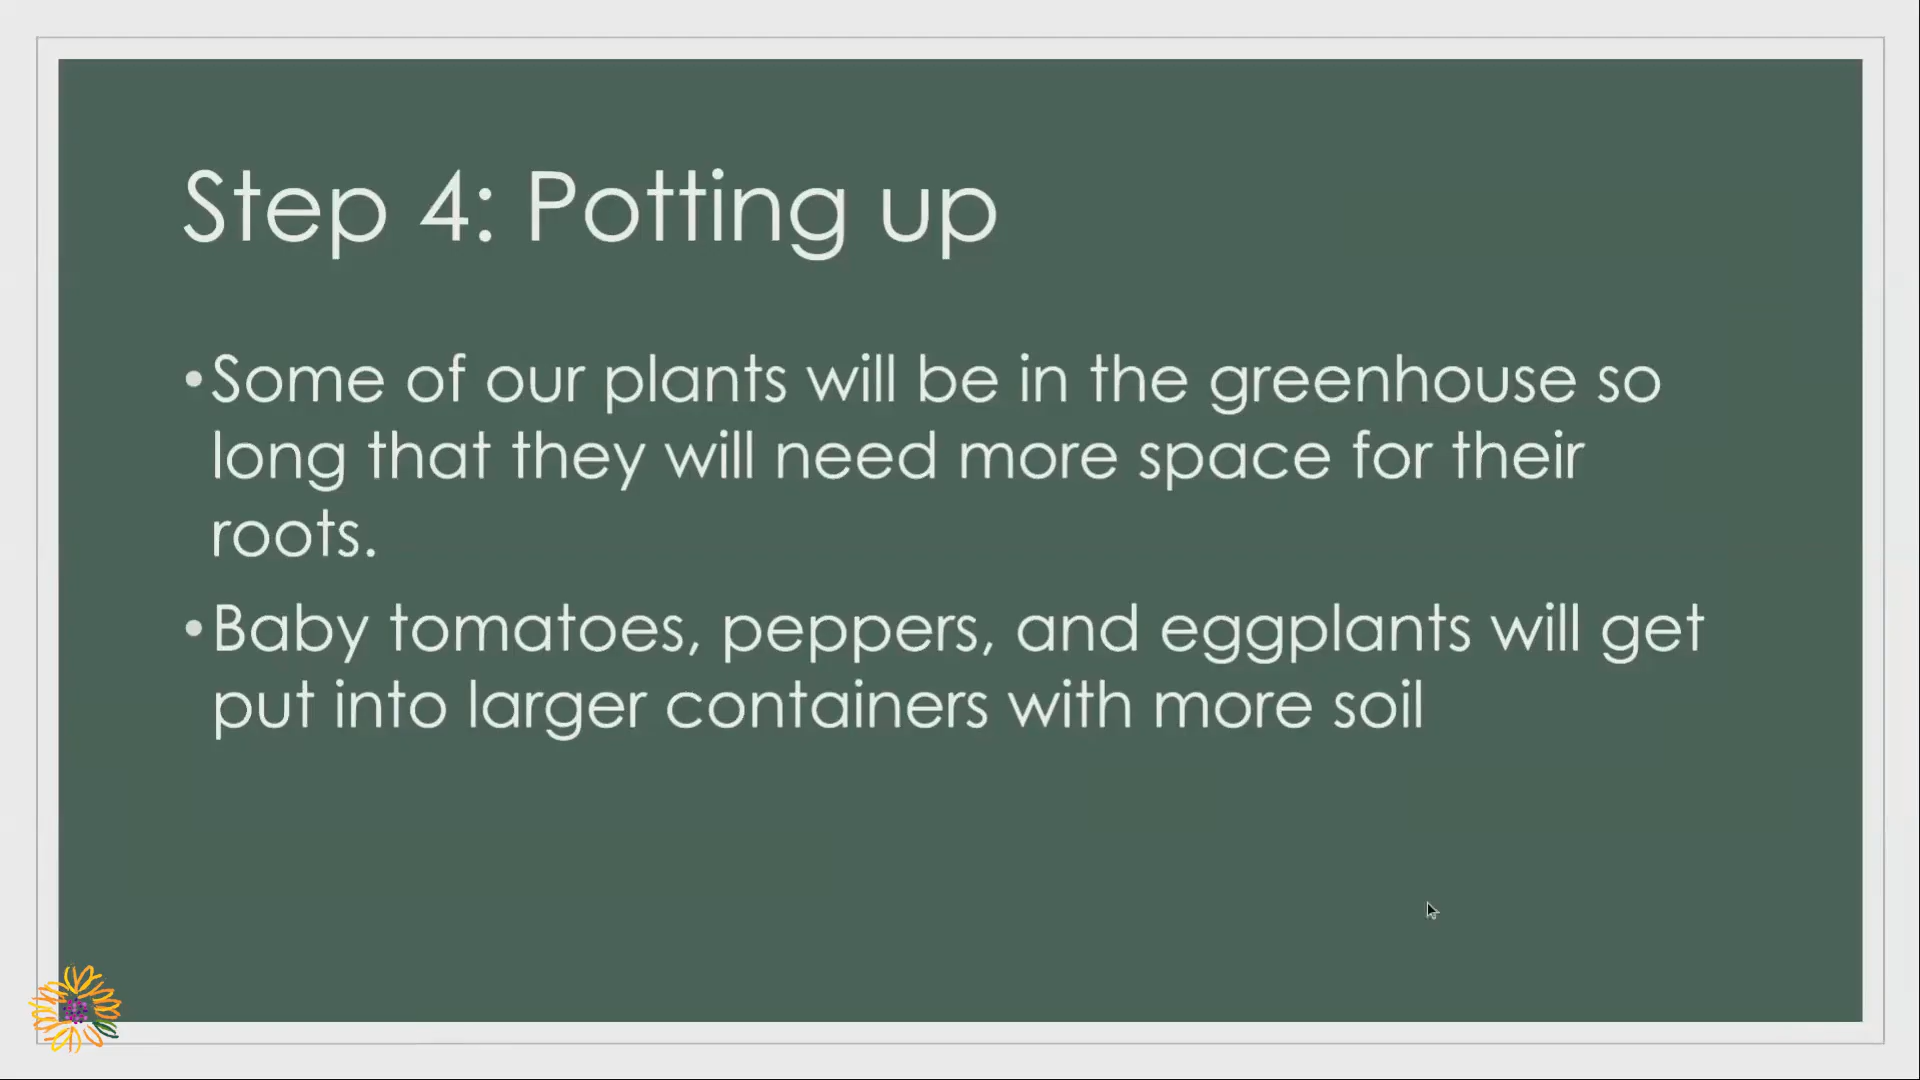 Step 4: Potting up
•Some of our plants will be in the greenhouse so
long that they will need more space for their
roots.
•Baby tomatoes, peppers, and eggplants will get
put into larger containers with more soil